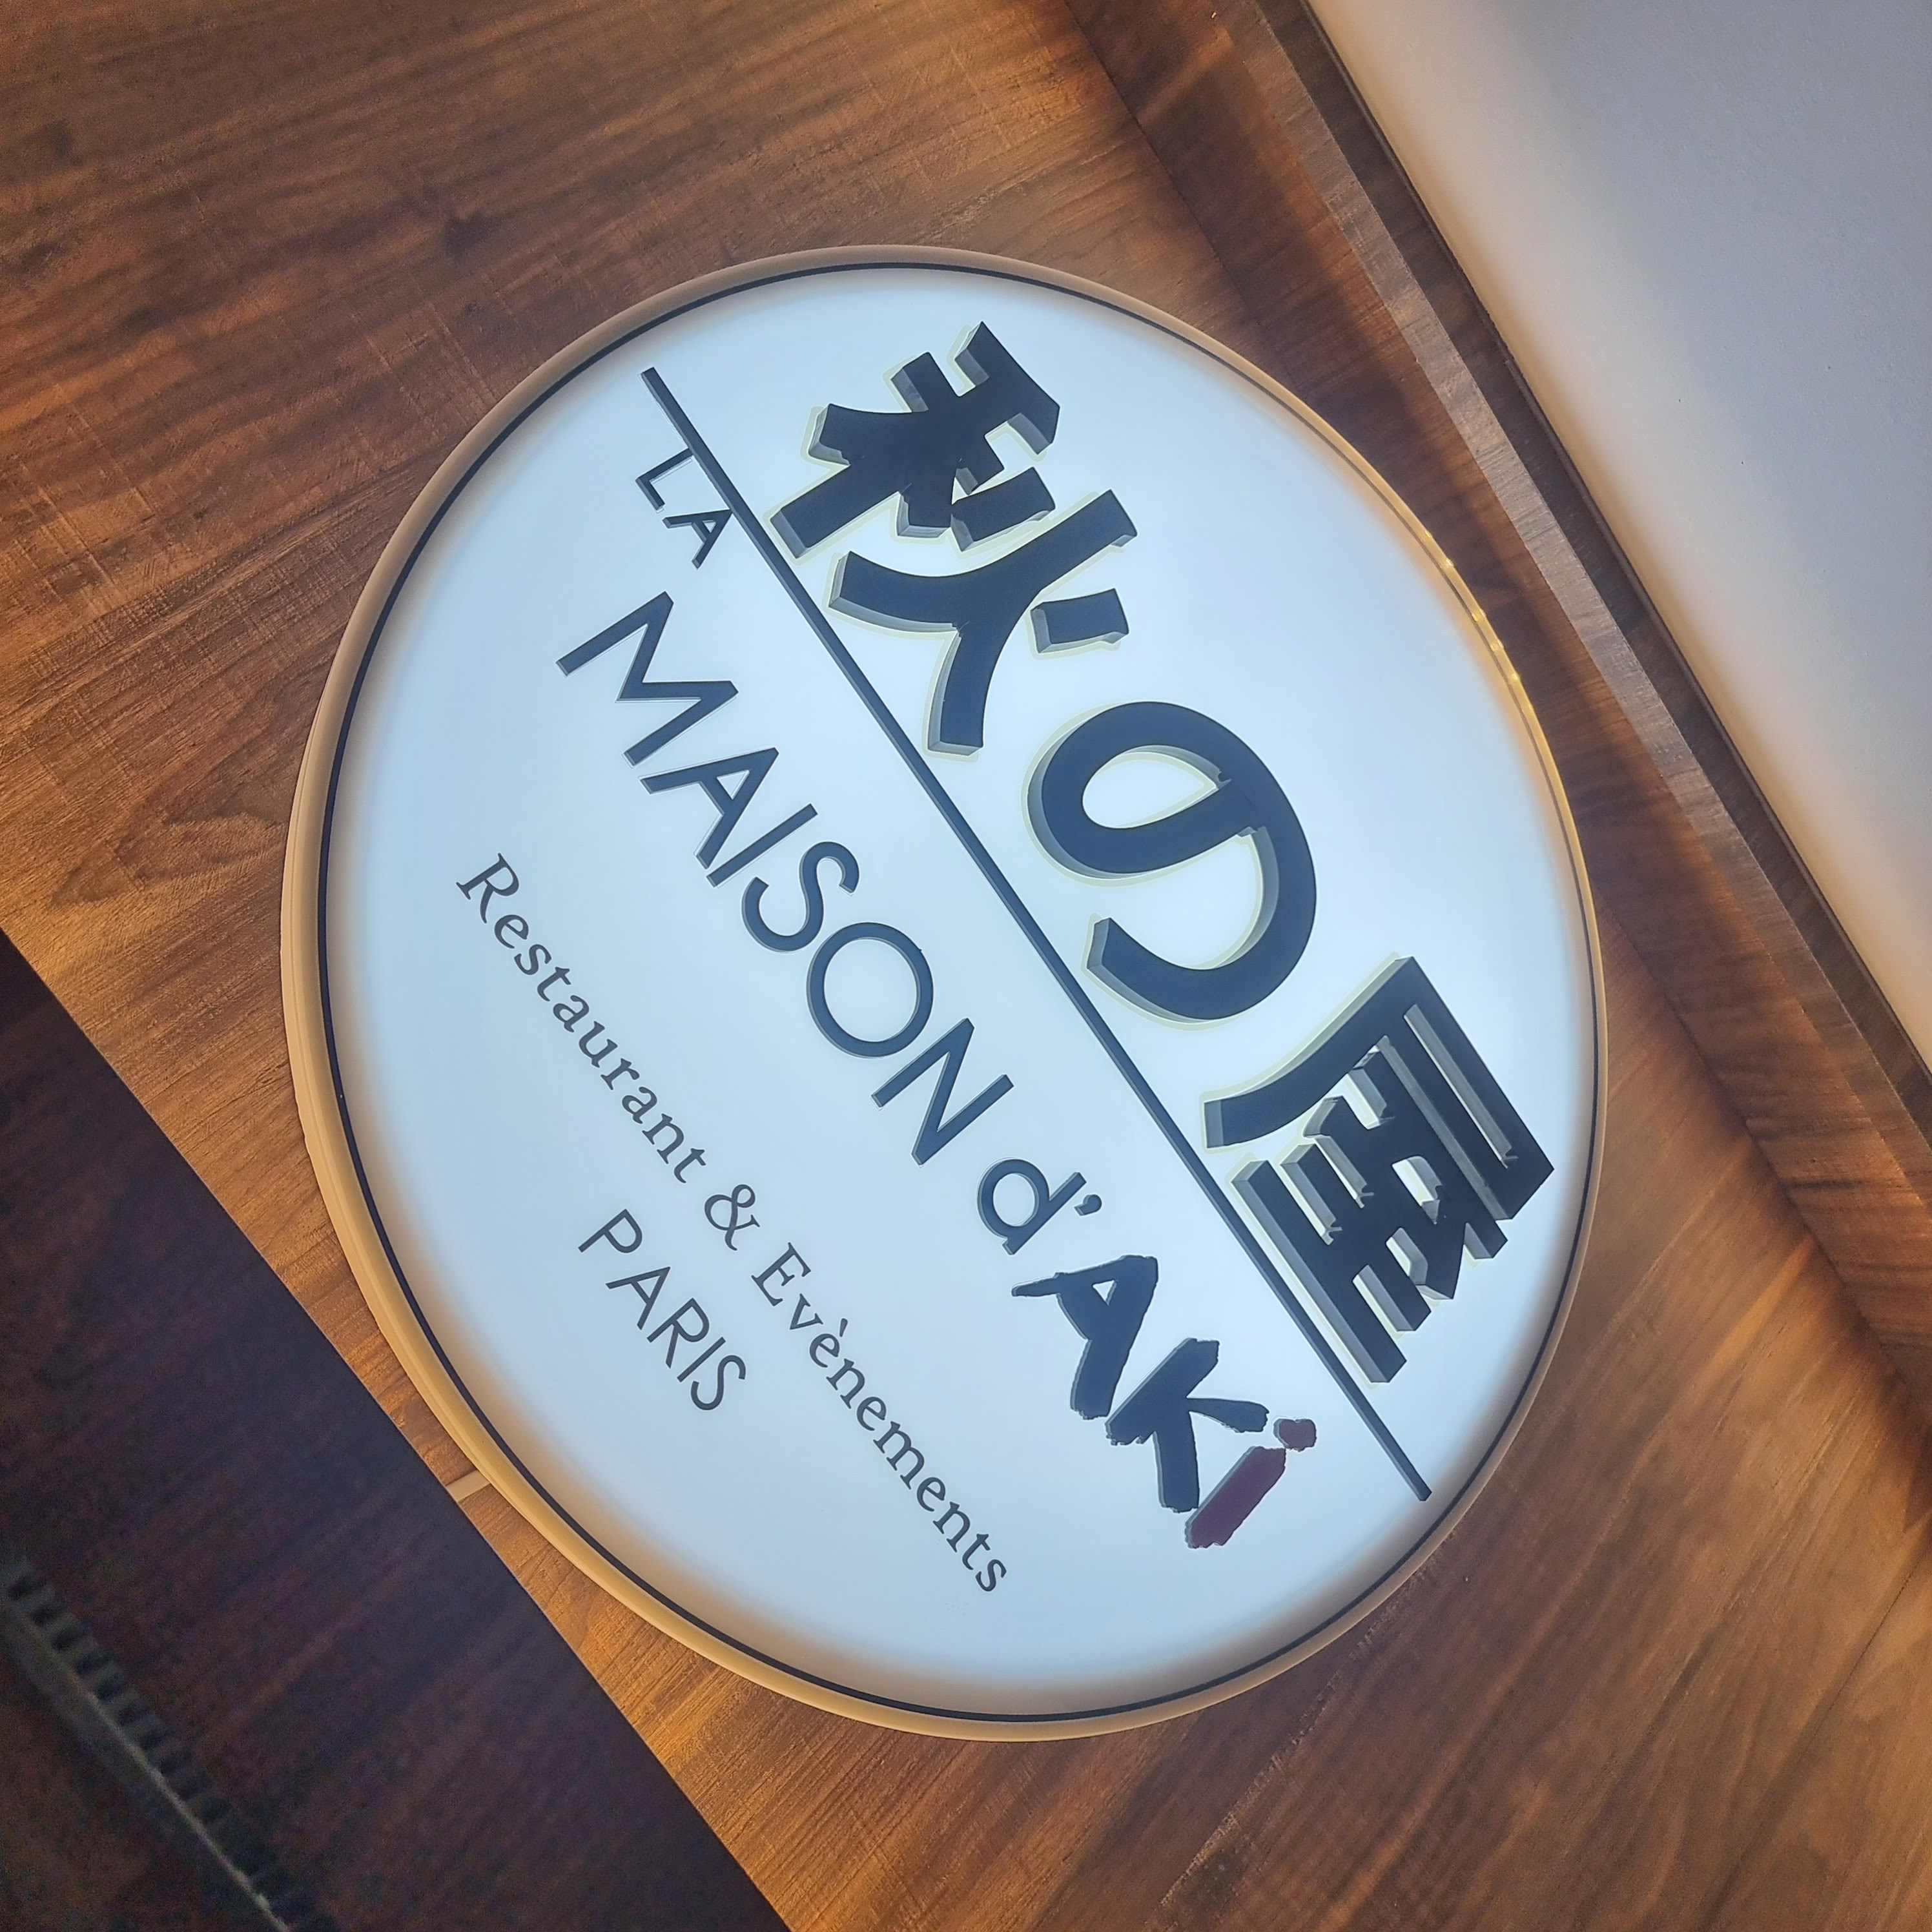 秋の屋
LA MAISON d'AKi
Restaurant & Evènements
PARIS